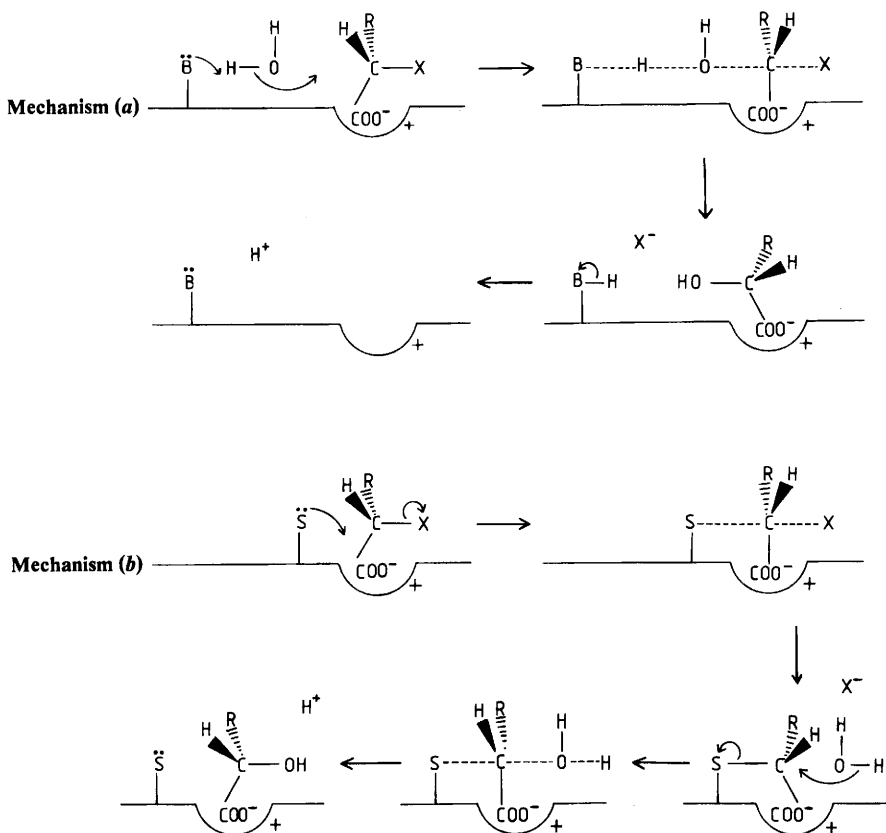 H R H R H
B̈ H—O C—X B H O C X
Mechanism (a)
COO⁻ + COO⁻ +
H⁺ X⁻ R
B̈ B—H HO—C H
+ COO⁻ +
H R R H
S̈ C—X S C X
Mechanism (b)
COO⁻ + COO⁻ +
X⁻
H R H⁺ H R H R H H
S̈ C—OH S C O H S—C O—H
COO⁻ + COO⁻ + COO⁻ +